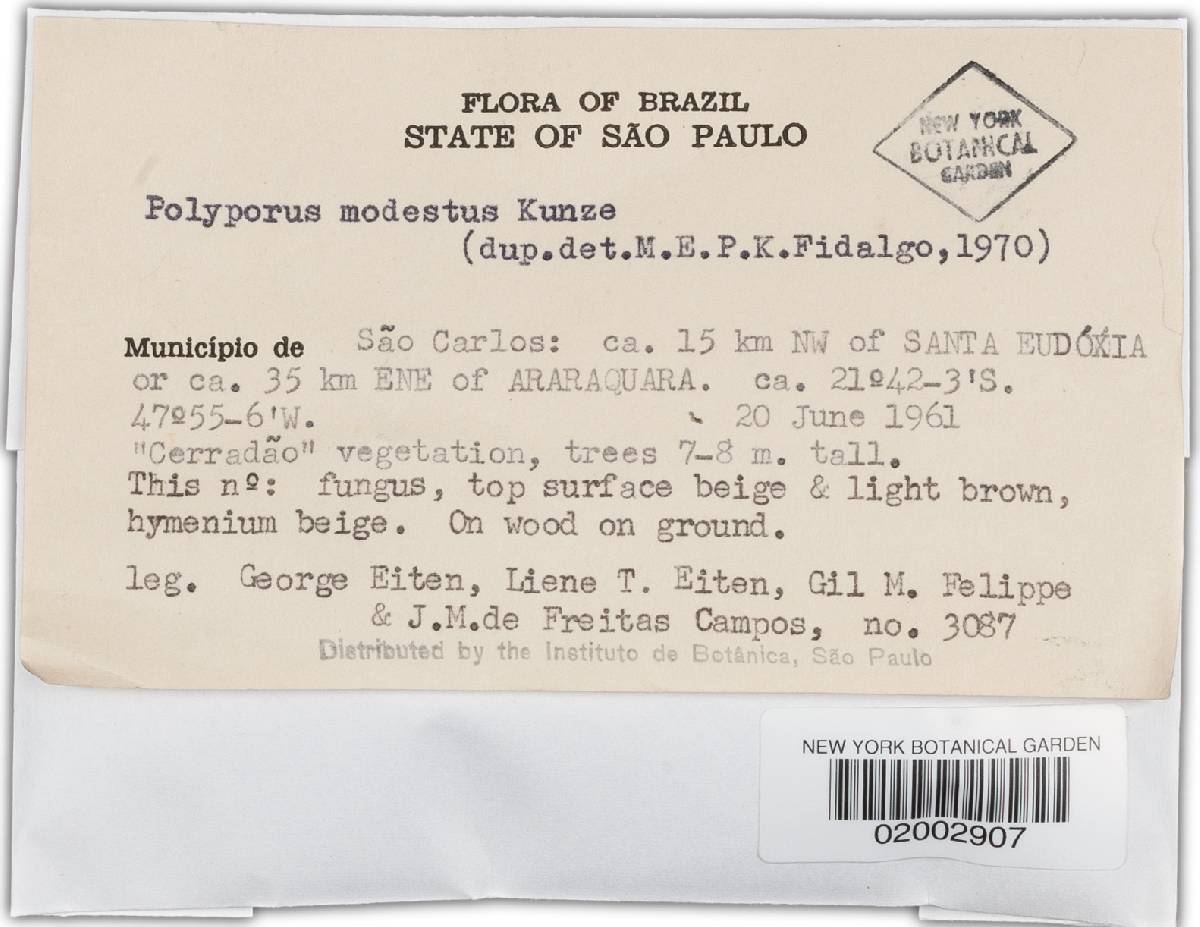 FLORA OF BRAZIL
STATE OF SÃO PAULO
NEW YORK
BOTANICAL
GARDEN
Polyporus modestus Kunze
(dup.det.M.E.P.K.Fidalgo,1970)
Município de São Carlos: ca. 15 km NW of SANTA EUDÓXIA
or ca. 35 km ENE of ARARAQUARA. ca. 21º42-3'S.
47º55-6'W. 20 June 1961
"Cerradão" vegetation, trees 7-8 m. tall.
This nº: fungus, top surface beige & light brown,
hymenium beige. On wood on ground.
leg. George Eiten, Liene T. Eiten, Gil M. Felippe
& J.M.de Freitas Campos, no. 3087
Distributed by the Instituto de Botânica, São Paulo
NEW YORK BOTANICAL GARDEN
02002907